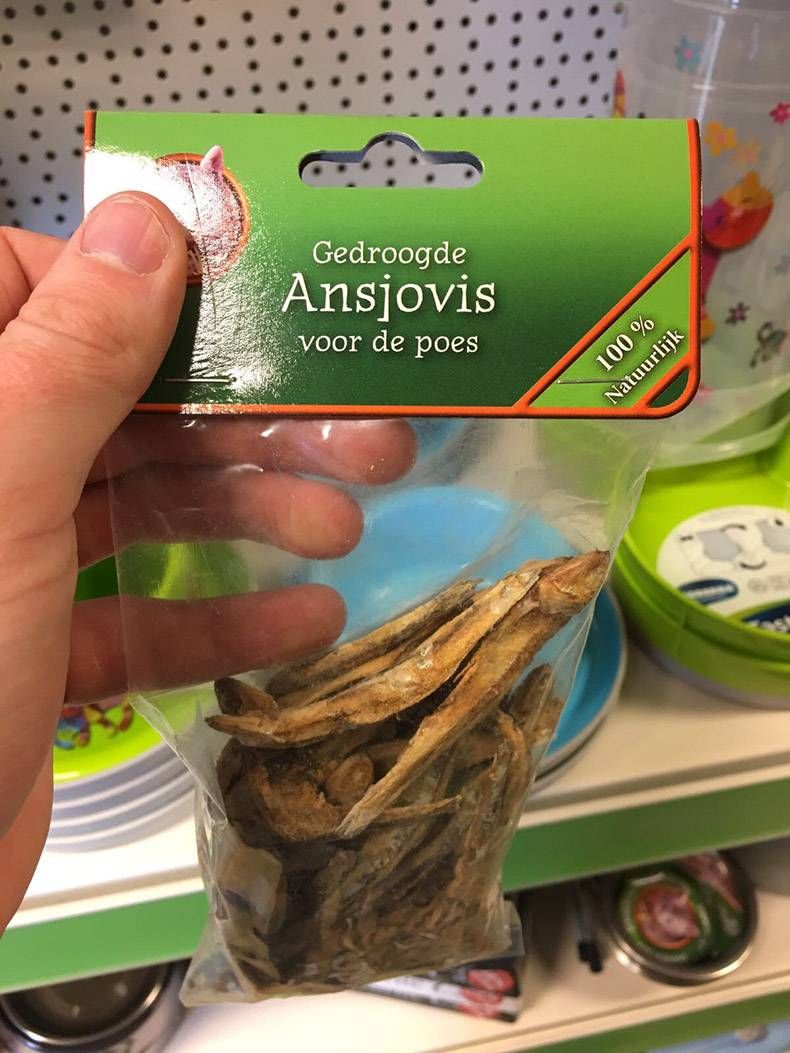 Gedroogde
Ansjovis
voor de poes
100 %
Natuurlijk